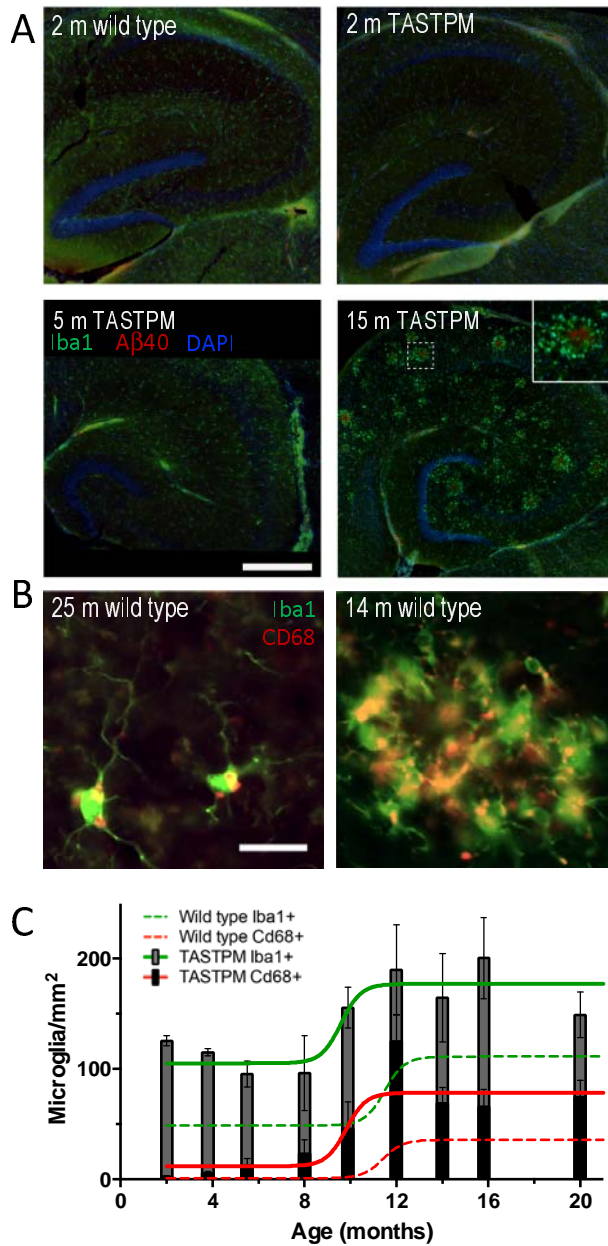 A
2 m wild type
2 m TASTPM
5 m TASTPM
Iba1 Aβ40 DAPI
15 m TASTPM
B
25 m wild type
Iba1
CD68
14 m wild type
C
Wild type Iba1+
Wild type Cd68+
TASTPM Iba1+
TASTPM Cd68+
Microglia/mm²
200
100
0
0 4 8 12 16 20
Age (months)